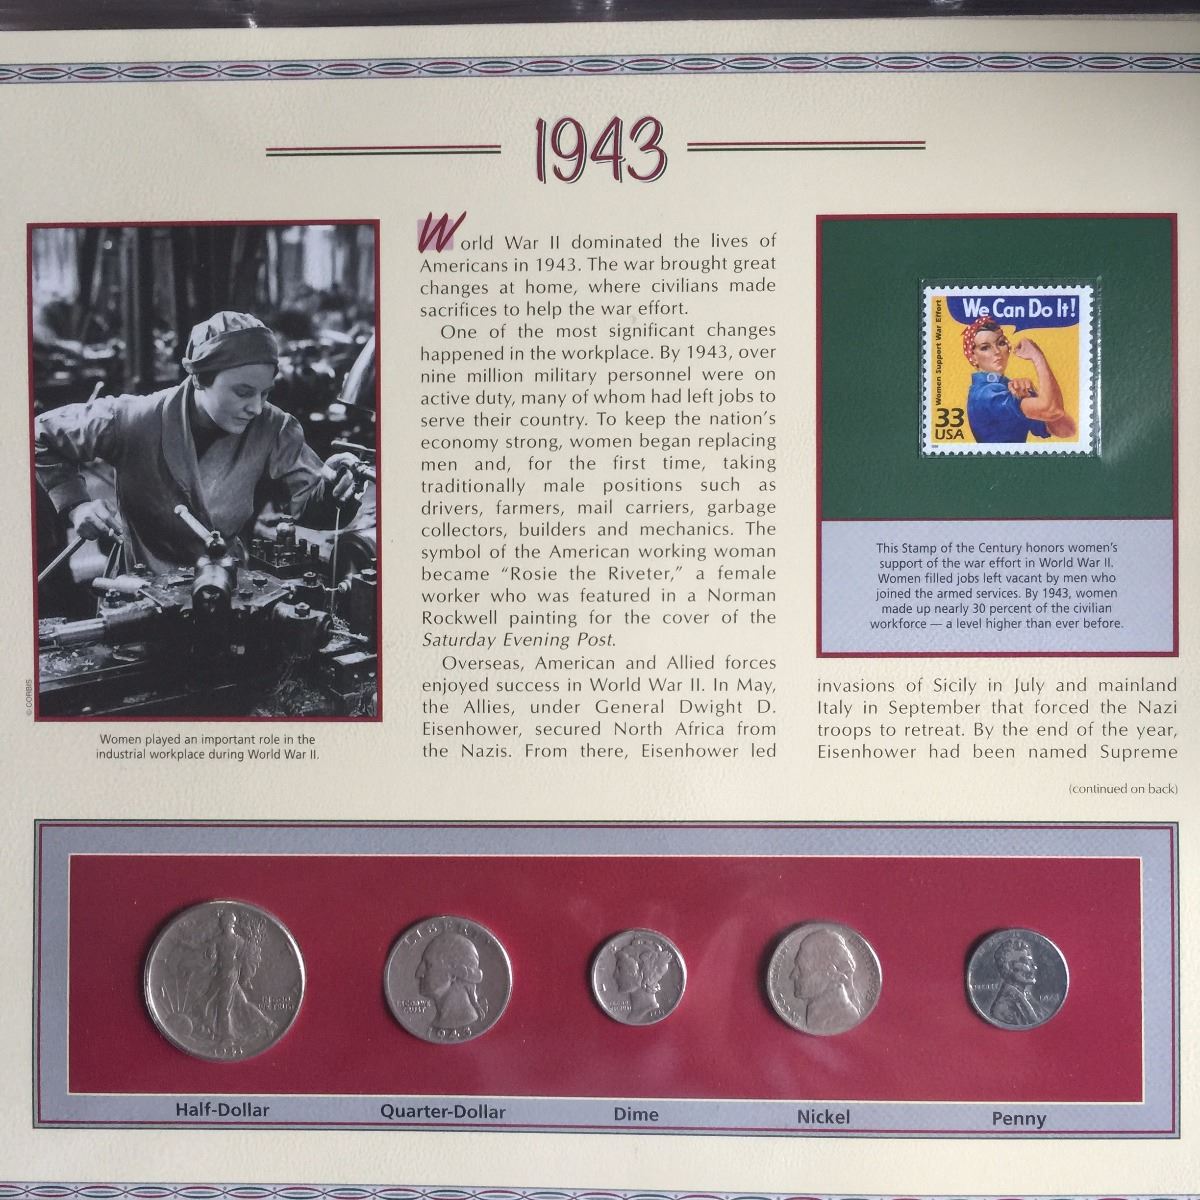 1943
World War II dominated the lives of
Americans in 1943. The war brought great
changes at home, where civilians made
sacrifices to help the war effort.
One of the most significant changes
happened in the workplace. By 1943, over
nine million military personnel were on
active duty, many of whom had left jobs to
serve their country. To keep the nation's
economy strong, women began replacing
men and, for the first time, taking
traditionally male positions such as
drivers, farmers, mail carriers, garbage
collectors, builders and mechanics. The
symbol of the American working woman
became "Rosie the Riveter," a female
worker who was featured in a Norman
Rockwell painting for the cover of the
Saturday Evening Post.
Overseas, American and Allied forces
enjoyed success in World War II. In May,
the Allies, under General Dwight D.
Eisenhower, secured North Africa from
the Nazis. From there, Eisenhower led
invasions of Sicily in July and mainland
Italy in September that forced the Nazi
troops to retreat. By the end of the year,
Eisenhower had been named Supreme
(continued on back)
© CORBIS
Women played an important role in the
industrial workplace during World War II.
We Can Do It!
Women Support War Effort
33
USA
This Stamp of the Century honors women's
support of the war effort in World War II.
Women filled jobs left vacant by men who
joined the armed services. By 1943, women
made up nearly 30 percent of the civilian
workforce — a level higher than ever before.
IN GOD
WE TRUST
LIBERTY
IN GOD WE
TRUST
1943
Half-Dollar
Quarter-Dollar
Dime
Nickel
Penny